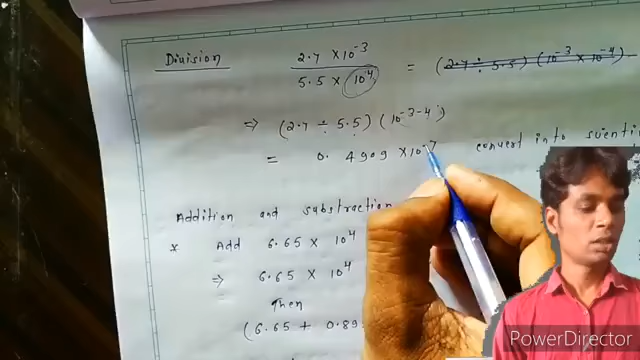 Division 2.7 × 10⁻³ / 5.5 × 10⁴ = (2.7 ÷ 5.5) (10⁻³ × 10⁻⁴)
⇒ (2.7 ÷ 5.5) (10⁻³⁻⁴)
= 0.4909 × 10⁻⁷ convert into
Addition and substraction
* Add 6.65 × 10⁴
⇒ 6.65 × 10⁴
Then
(6.65 + 0.89
PowerDirector